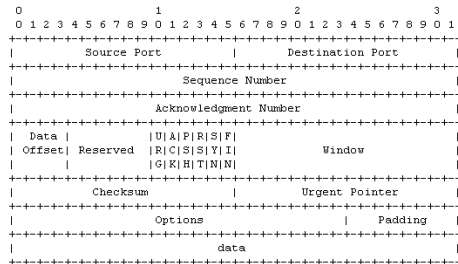 0                   1                   2                   3
0 1 2 3 4 5 6 7 8 9 0 1 2 3 4 5 6 7 8 9 0 1 2 3 4 5 6 7 8 9 0 1
+-+-+-+-+-+-+-+-+-+-+-+-+-+-+-+-+-+-+-+-+-+-+-+-+-+-+-+-+-+-+-+-
|          Source Port          |       Destination Port        |
+-+-+-+-+-+-+-+-+-+-+-+-+-+-+-+-+-+-+-+-+-+-+-+-+-+-+-+-+-+-+-+-
|                        Sequence Number                        |
+-+-+-+-+-+-+-+-+-+-+-+-+-+-+-+-+-+-+-+-+-+-+-+-+-+-+-+-+-+-+-+-
|                    Acknowledgment Number                      |
+-+-+-+-+-+-+-+-+-+-+-+-+-+-+-+-+-+-+-+-+-+-+-+-+-+-+-+-+-+-+-+-
|  Data |           |U|A|P|R|S|F|                               |
| Offset| Reserved  |R|C|S|S|Y|I|            Window             |
|       |           |G|K|H|T|N|N|                               |
+-+-+-+-+-+-+-+-+-+-+-+-+-+-+-+-+-+-+-+-+-+-+-+-+-+-+-+-+-+-+-+-
|           Checksum            |         Urgent Pointer        |
+-+-+-+-+-+-+-+-+-+-+-+-+-+-+-+-+-+-+-+-+-+-+-+-+-+-+-+-+-+-+-+-
|                    Options                    |    Padding    |
+-+-+-+-+-+-+-+-+-+-+-+-+-+-+-+-+-+-+-+-+-+-+-+-+-+-+-+-+-+-+-+-
|                             data                              |
+-+-+-+-+-+-+-+-+-+-+-+-+-+-+-+-+-+-+-+-+-+-+-+-+-+-+-+-+-+-+-+-